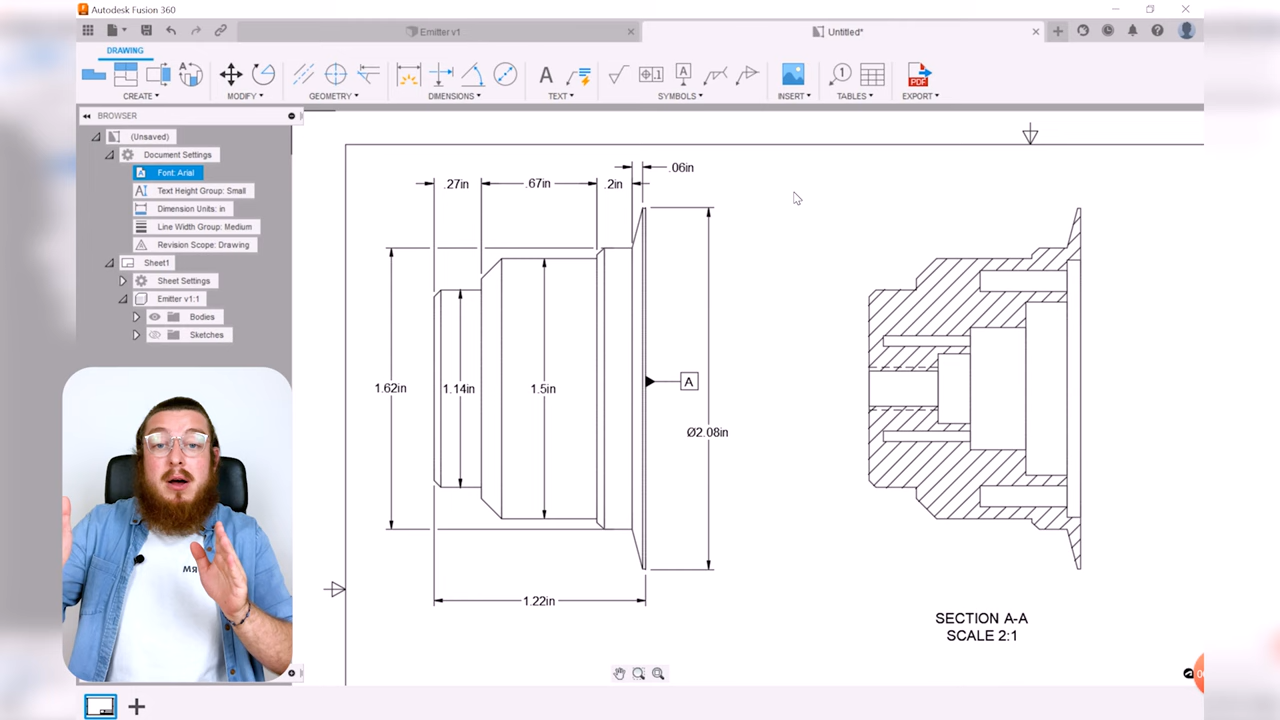 Autodesk Fusion 360
Emitter v1
Untitled*
DRAWING
CREATE
MODIFY
GEOMETRY
DIMENSIONS
TEXT
SYMBOLS
INSERT
TABLES
PDF
EXPORT
BROWSER
(Unsaved)
Document Settings
Font: Arial
Text Height Group: Small
Dimension Units: in
Line Width Group: Medium
Revision Scope: Drawing
Sheet1
Sheet Settings
Emitter v1:1
Bodies
Sketches
.06in
.27in
.67in
.2in
1.62in
1.14in
1.5in
A
Ø2.08in
1.22in
SECTION A-A
SCALE 2:1